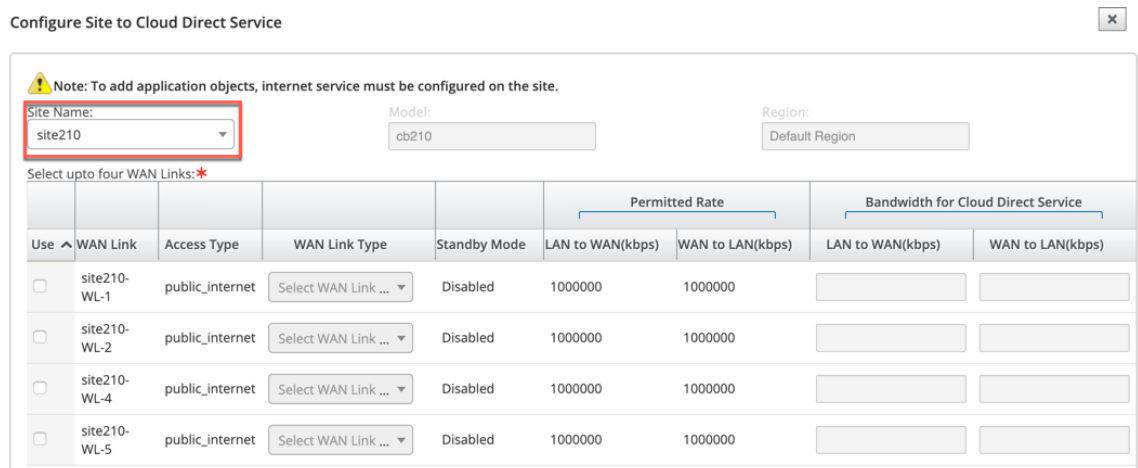 Configure Site to Cloud Direct Service
Note: To add application objects, internet service must be configured on the site.
Site Name: Model: Region:
site210 cb210 Default Region
Select upto four WAN Links:*
Permitted Rate Bandwidth for Cloud Direct Service
Use WAN Link Access Type WAN Link Type Standby Mode LAN to WAN(kbps) WAN to LAN(kbps) LAN to WAN(kbps) WAN to LAN(kbps)
site210-
WL-1 public_internet Select WAN Link ... Disabled 1000000 1000000
site210-
WL-2 public_internet Select WAN Link ... Disabled 1000000 1000000
site210-
WL-4 public_internet Select WAN Link ... Disabled 1000000 1000000
site210-
WL-5 public_internet Select WAN Link ... Disabled 1000000 1000000